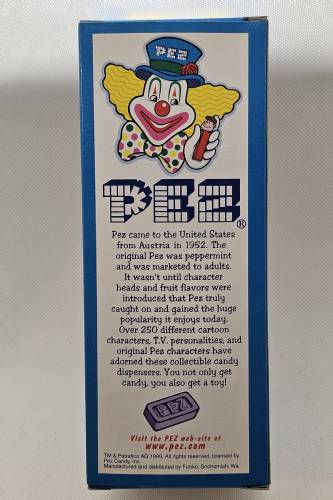 PEZ
PEZ®
Pez came to the United States
from Austria in 1952. The
original Pez was peppermint
and was marketed to adults.
It wasn't until character
heads and fruit flavors were
introduced that Pez truly
caught on and gained the huge
popularity it enjoys today.
Over 250 different cartoon
characters, T.V. personalities, and
original Pez characters have
adorned these collectible candy
dispensers. You not only get
candy, you also get a toy!
PEZ
Visit the PEZ web-site at
www.pez.com
TM & Patrafico AG 1999, All rights reserved, licensed by
Pez Candy, Inc.
Manufactured and distributed by Funko, Snohomish, Wa.